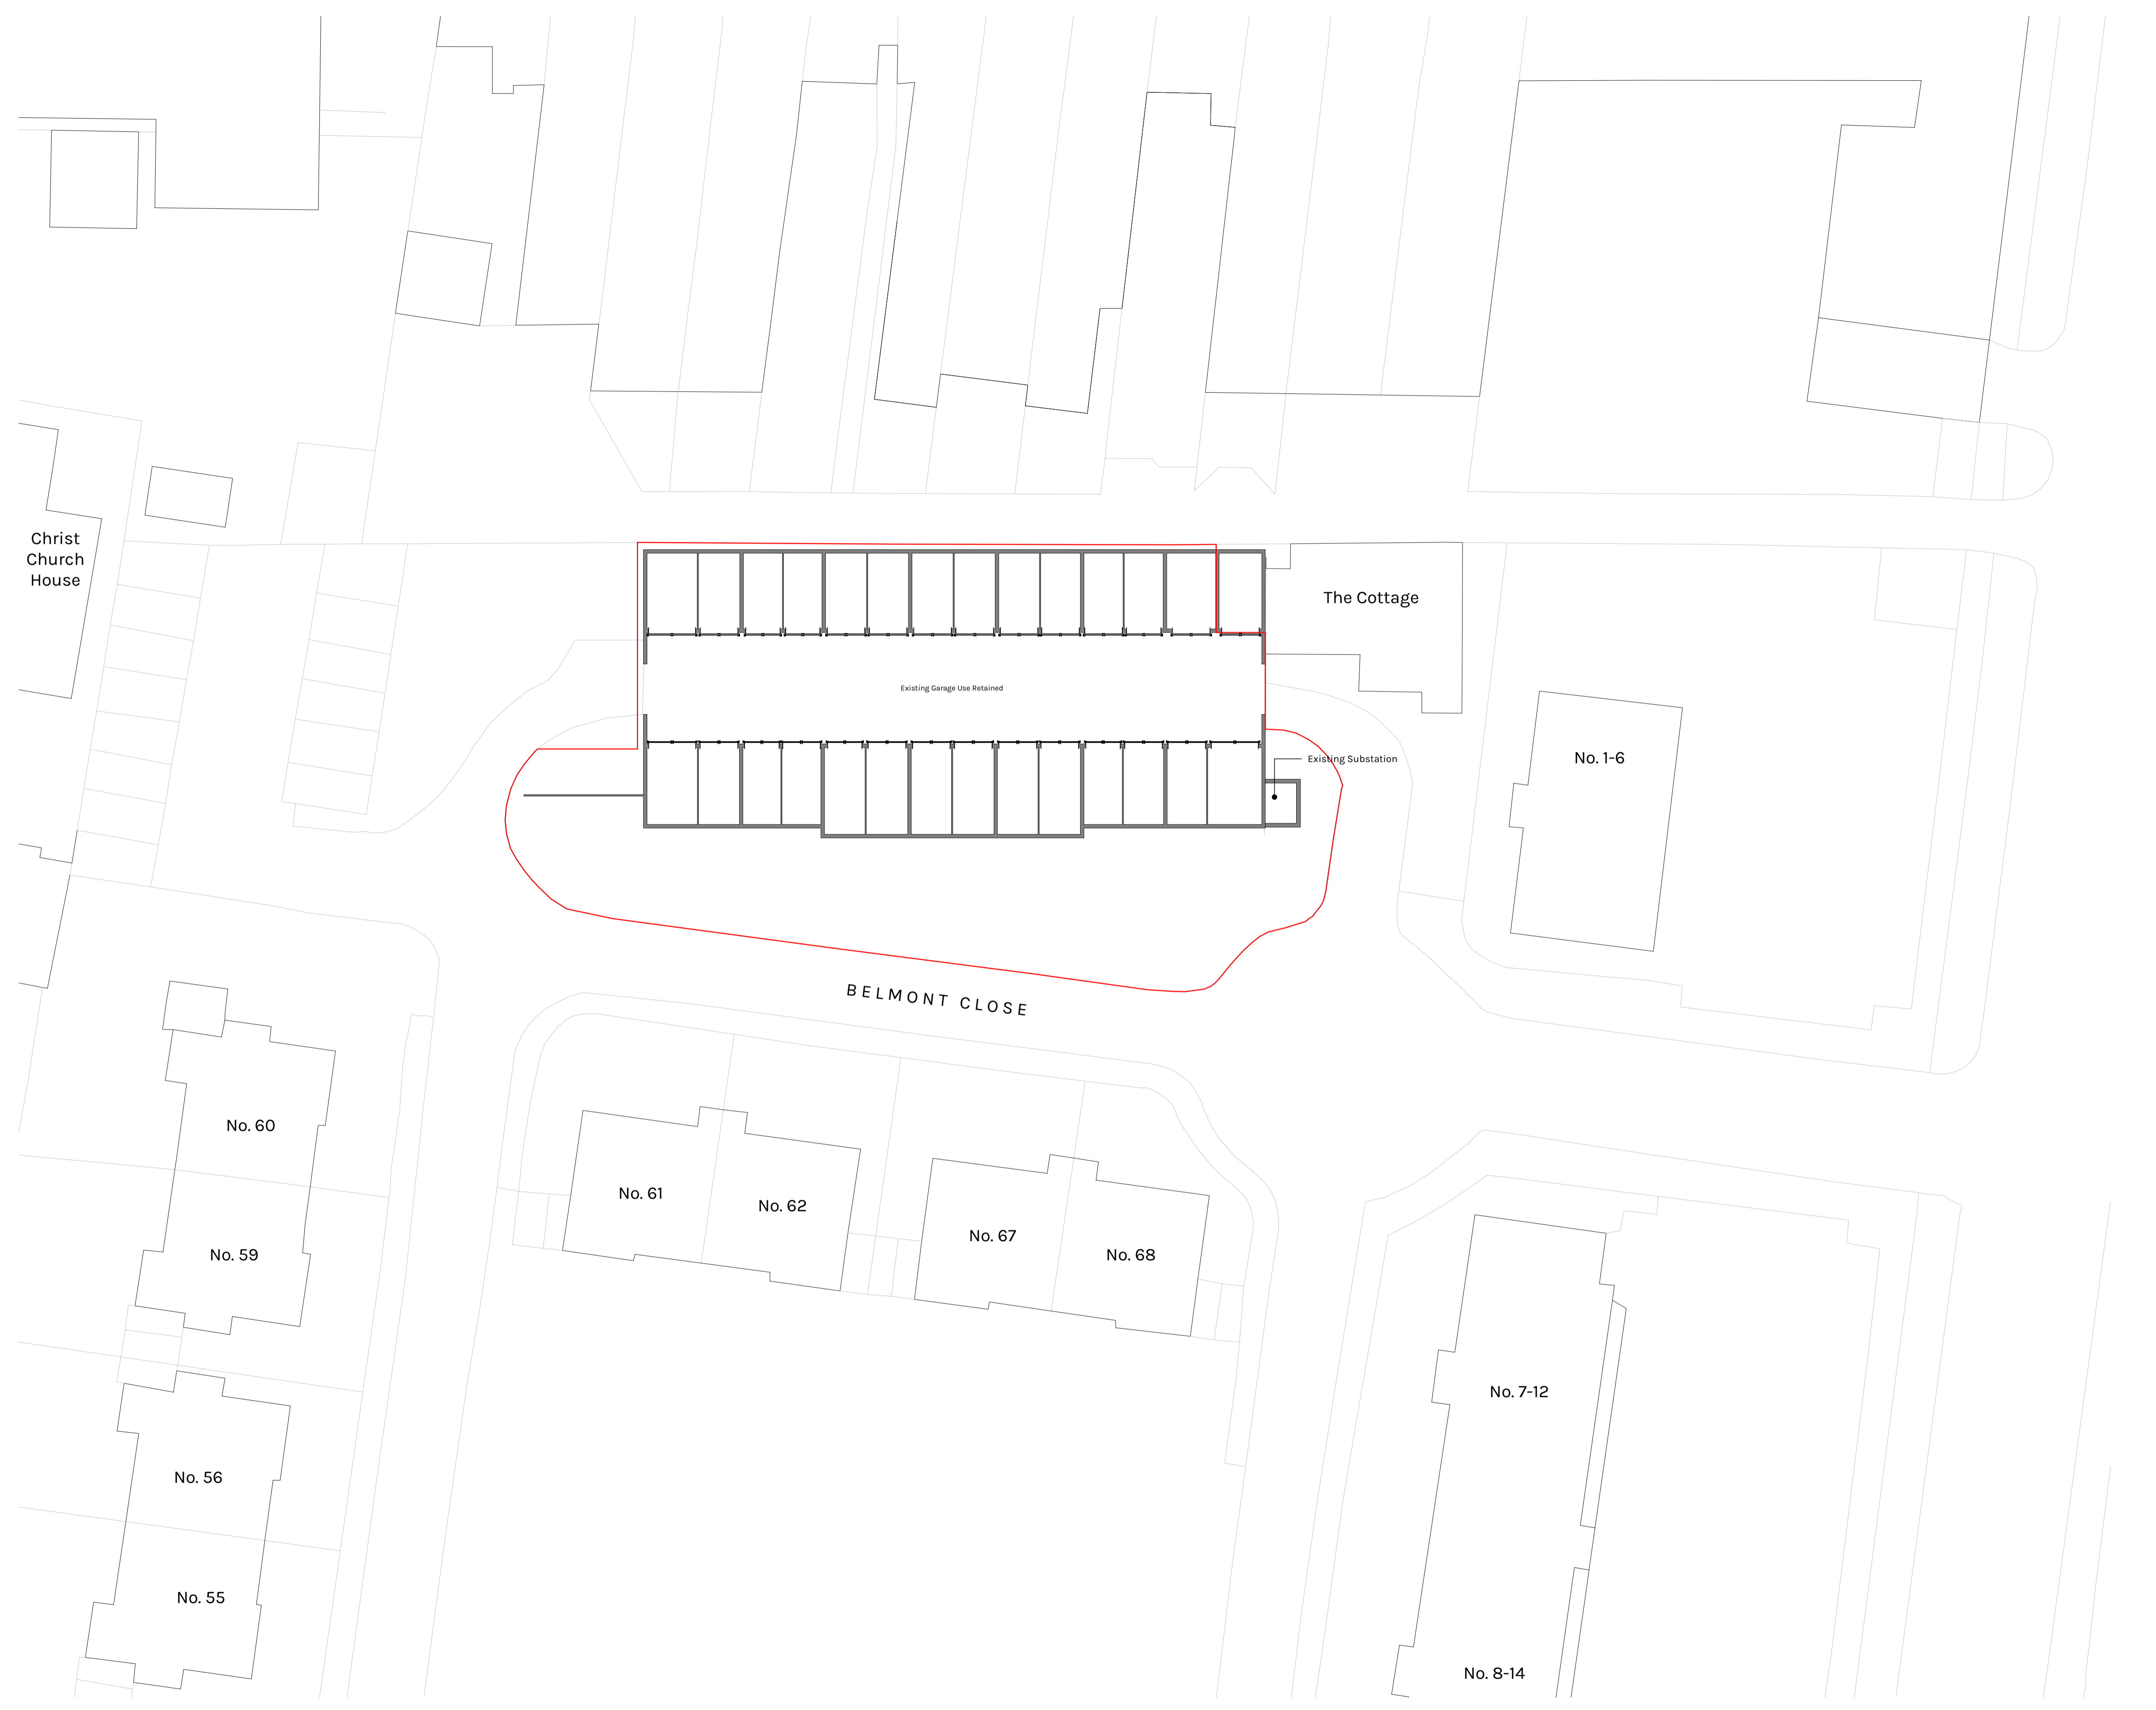 Christ
Church
House
The Cottage
Existing Garage Use Retained
Existing Substation
No. 1-6
BELMONT CLOSE
No. 60
No. 61
No. 62
No. 67
No. 68
No. 59
No. 7-12
No. 56
No. 55
No. 8-14